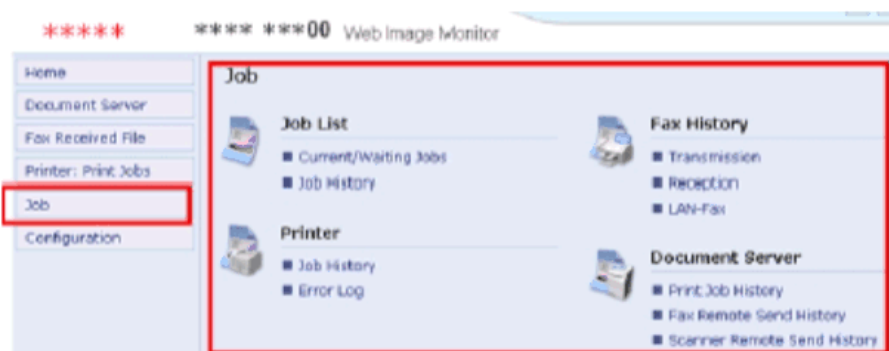 ***** **** ***00 Web Image Monitor
Home
Document Server
Fax Received File
Printer: Print Jobs
Job
Configuration
Job
Job List
Current/Waiting Jobs
Job History
Printer
Job History
Error Log
Fax History
Transmission
Reception
LAN-Fax
Document Server
Print Job History
Fax Remote Send History
Scanner Remote Send History